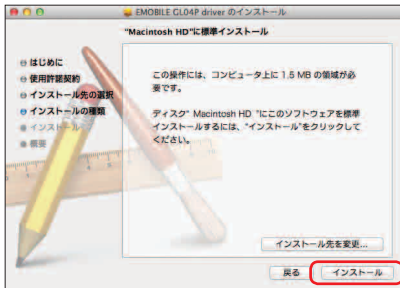 EMOBILE GL04P driver のインストール
"Macintosh HD"に標準インストール
はじめに
使用許諾契約
インストール先の選択
インストールの種類
インストール
概要
この操作には、コンピュータ上に 1.5 MB の領域が必
要です。
ディスク" Macintosh HD "にこのソフトウェアを標準
インストールするには、"インストール"をクリックして
ください。
インストール先を変更...
戻る
インストール